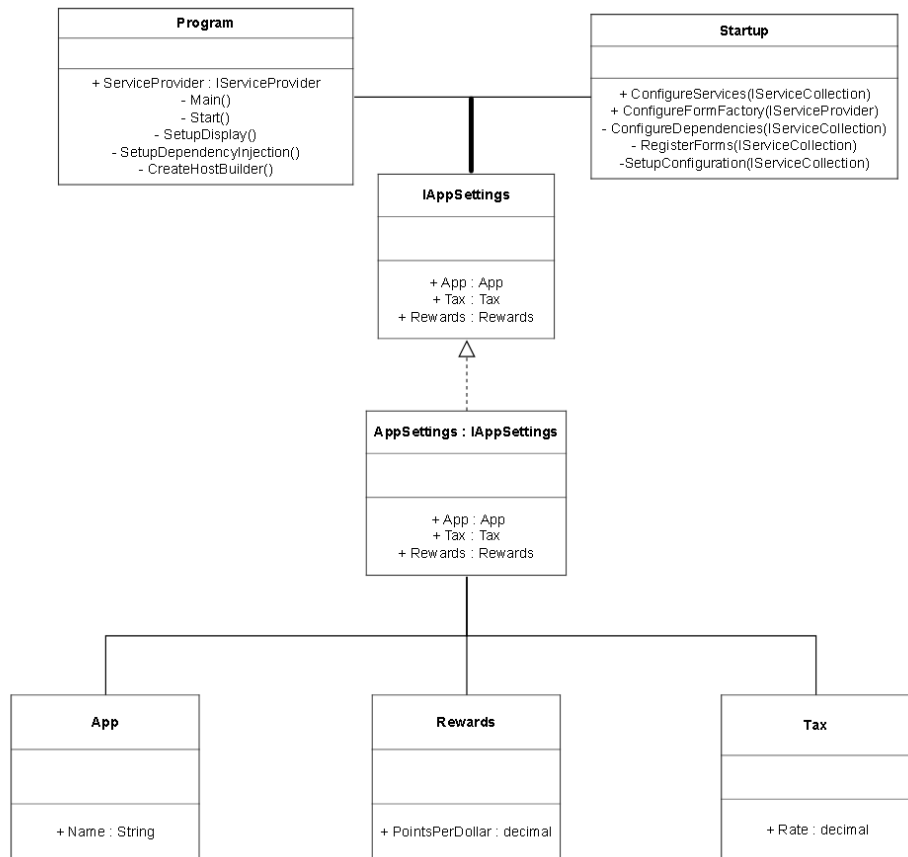 Program
+ ServiceProvider : IServiceProvider
- Main()
- Start()
- SetupDisplay()
- SetupDependencyInjection()
- CreateHostBuilder()
Startup
+ ConfigureServices(IServiceCollection)
+ ConfigureFormFactory(IServiceProvider)
- ConfigureDependencies(IServiceCollection)
- RegisterForms(IServiceCollection)
-SetupConfiguration(IServiceCollection)
IAppSettings
+ App : App
+ Tax : Tax
+ Rewards : Rewards
AppSettings : IAppSettings
+ App : App
+ Tax : Tax
+ Rewards : Rewards
App
+ Name : String
Rewards
+ PointsPerDollar : decimal
Tax
+ Rate : decimal